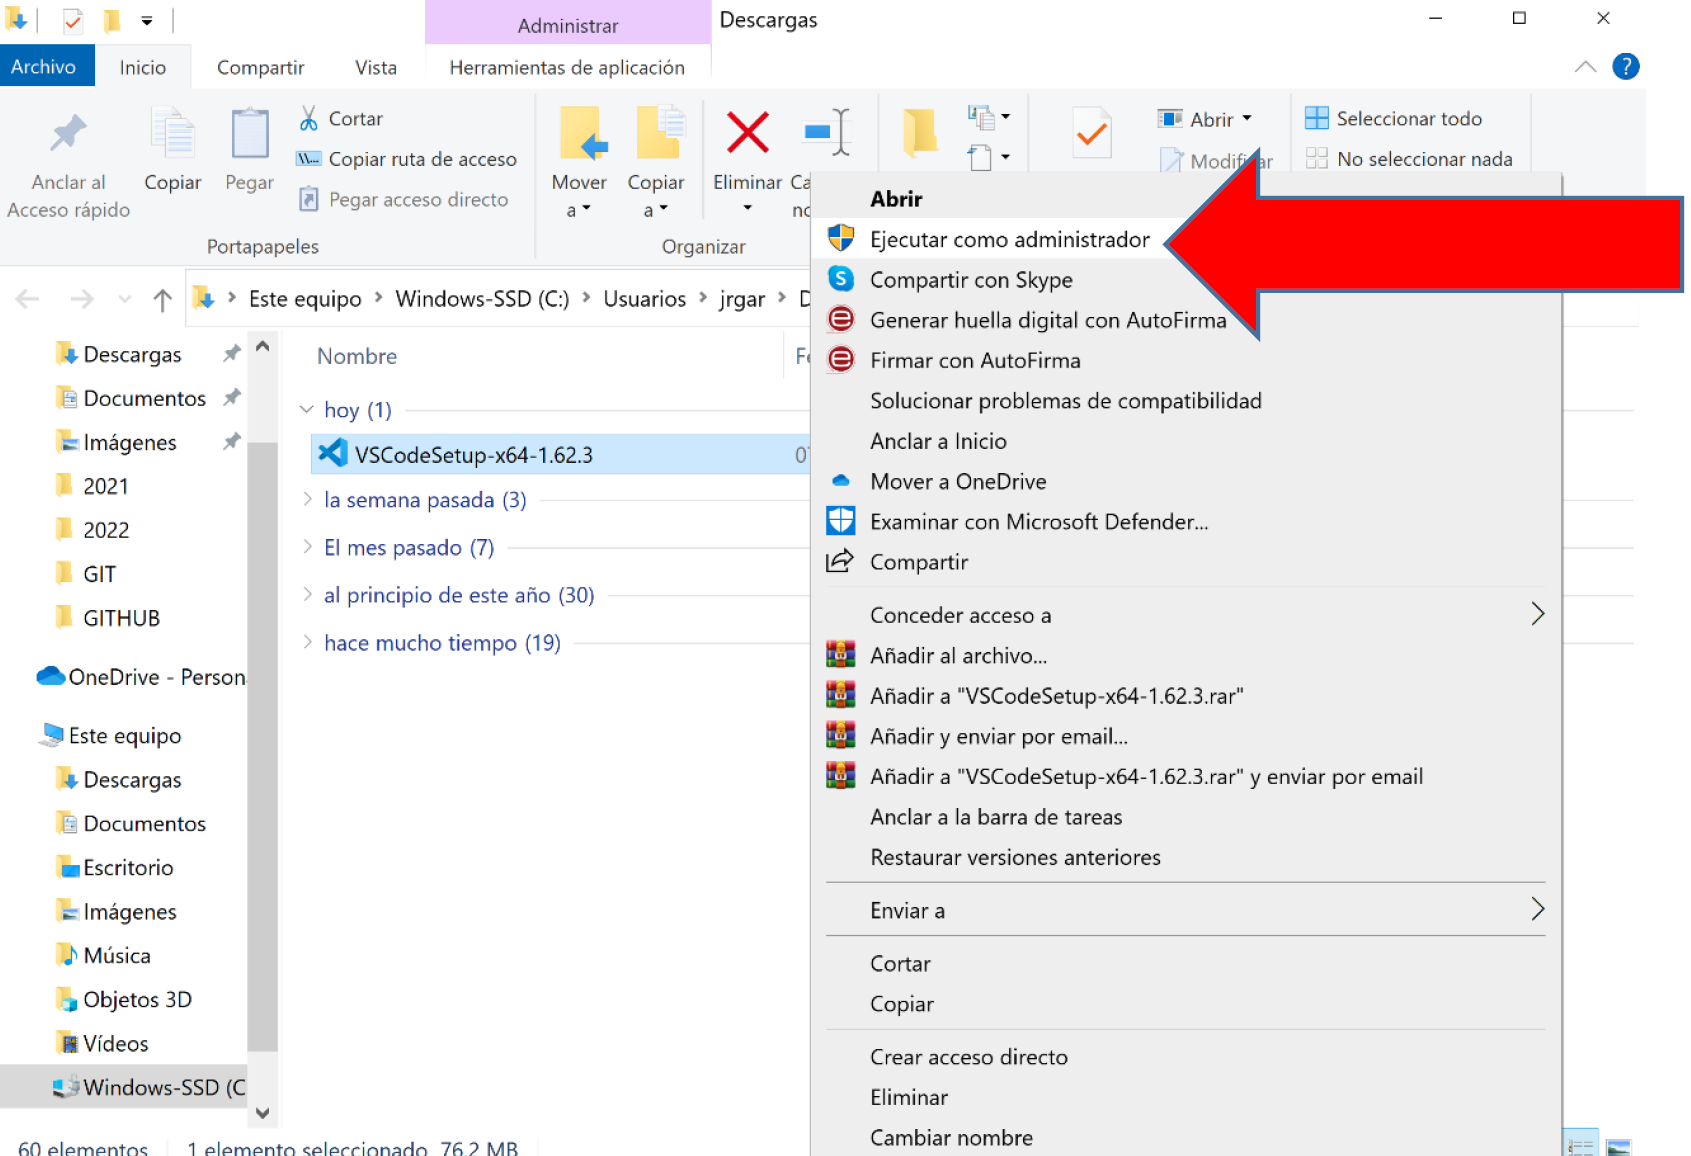 Administrar
Descargas
Archivo
Inicio
Compartir
Vista
Herramientas de aplicación
?
Anclar al
Acceso rápido
Copiar
Pegar
Cortar
Copiar ruta de acceso
Pegar acceso directo
Portapapeles
Mover
a
Copiar
a
Eliminar
Organizar
Abrir
Seleccionar todo
No seleccionar nada
Este equipo
Windows-SSD (C:)
Usuarios
jrgar
Descargas
Documentos
Imágenes
2021
2022
GIT
GITHUB
OneDrive - Person
Este equipo
Descargas
Documentos
Escritorio
Imágenes
Música
Objetos 3D
Vídeos
Windows-SSD (C
Nombre
hoy (1)
VSCodeSetup-x64-1.62.3
la semana pasada (3)
El mes pasado (7)
al principio de este año (30)
hace mucho tiempo (19)
Abrir
Ejecutar como administrador
Compartir con Skype
Generar huella digital con AutoFirma
Firmar con AutoFirma
Solucionar problemas de compatibilidad
Anclar a Inicio
Mover a OneDrive
Examinar con Microsoft Defender...
Compartir
Conceder acceso a
Añadir al archivo...
Añadir a "VSCodeSetup-x64-1.62.3.rar"
Añadir y enviar por email...
Añadir a "VSCodeSetup-x64-1.62.3.rar" y enviar por email
Anclar a la barra de tareas
Restaurar versiones anteriores
Enviar a
Cortar
Copiar
Crear acceso directo
Eliminar
Cambiar nombre
60 elementos
1 elemento seleccionado 76,2 MB